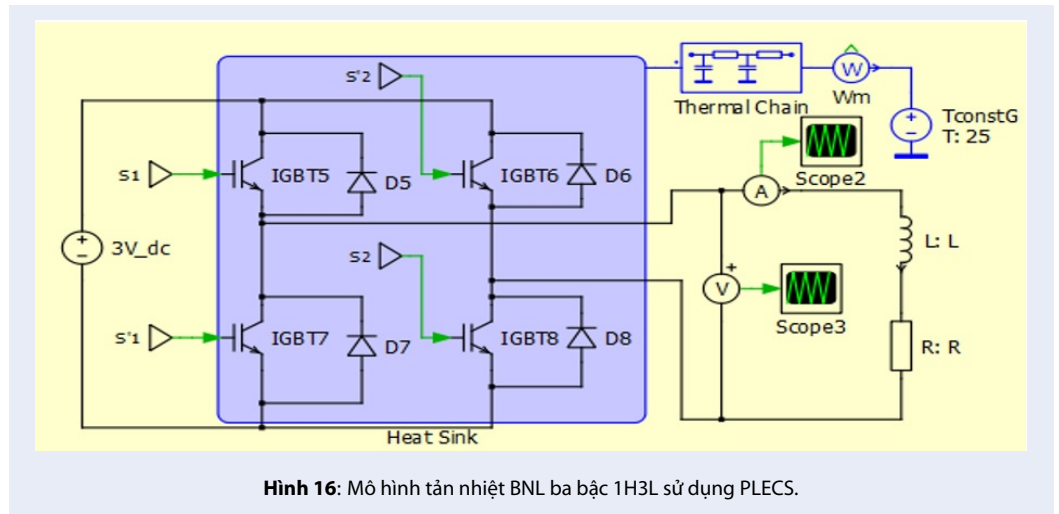 S'2
Thermal Chain
W
Wm
TconstG
T: 25
S1
IGBT5
D5
IGBT6
D6
A
Scope2
3V_dc
S2
L: L
V
Scope3
S'1
IGBT7
D7
IGBT8
D8
R: R
Heat Sink
Hình 16: Mô hình tản nhiệt BNL ba bậc 1H3L sử dụng PLECS.